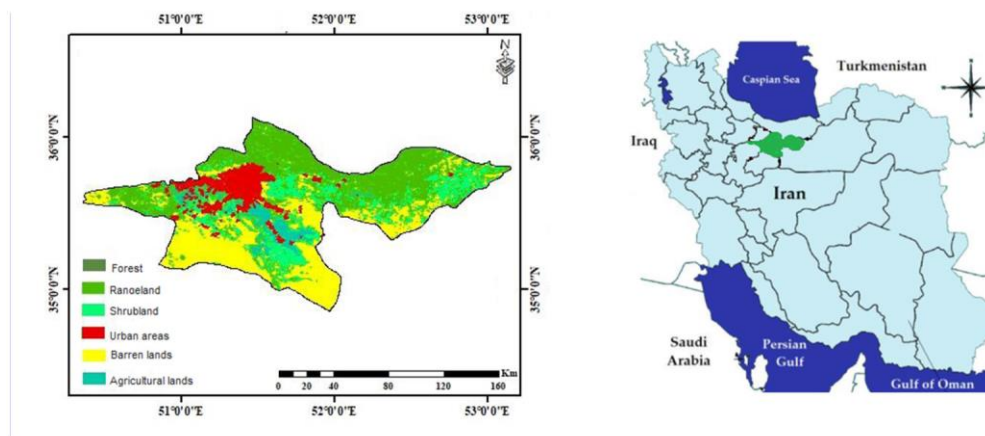 51°0'0"E 52°0'0"E 53°0'0"E
N
36°0'0"N
36°0'0"N
35°0'0"N
35°0'0"N
Forest
Ranoeland
Shrubland
Urban areas
Barren lands
Agricultural lands
Km
0 20 40 80 120 160
51°0'0"E 52°0'0"E 53°0'0"E
Caspian Sea
Turkmenistan
Iraq
Iran
Saudi
Arabia
Persian
Gulf
Gulf of Oman